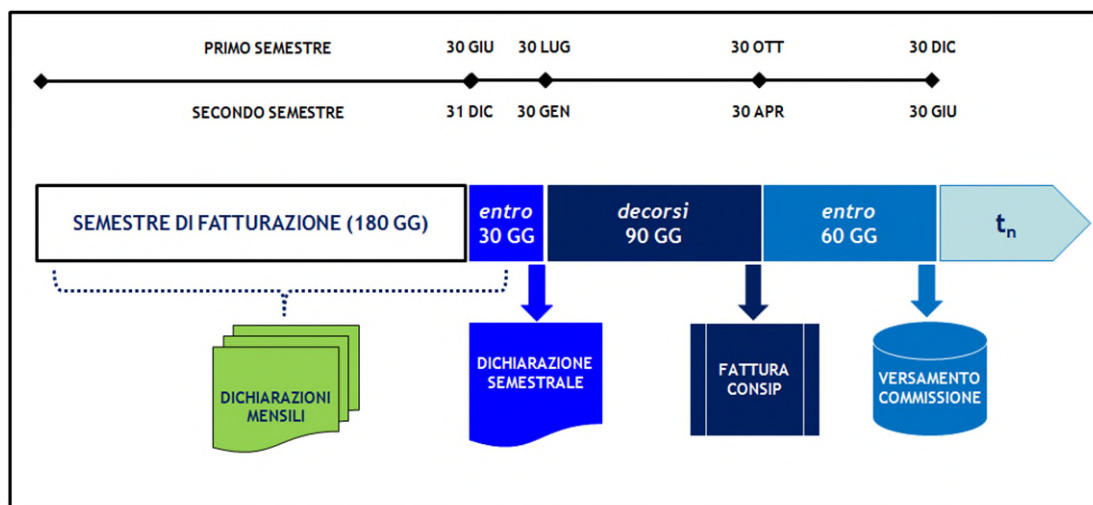 PRIMO SEMESTRE 30 GIU 30 LUG 30 OTT 30 DIC
SECONDO SEMESTRE 31 DIC 30 GEN 30 APR 30 GIU
SEMESTRE DI FATTURAZIONE (180 GG)
entro
30 GG
decorsi
90 GG
entro
60 GG
tn
DICHIARAZIONI
MENSILI
DICHIARAZIONE
SEMESTRALE
FATTURA
CONSIP
VERSAMENTO
COMMISSIONE